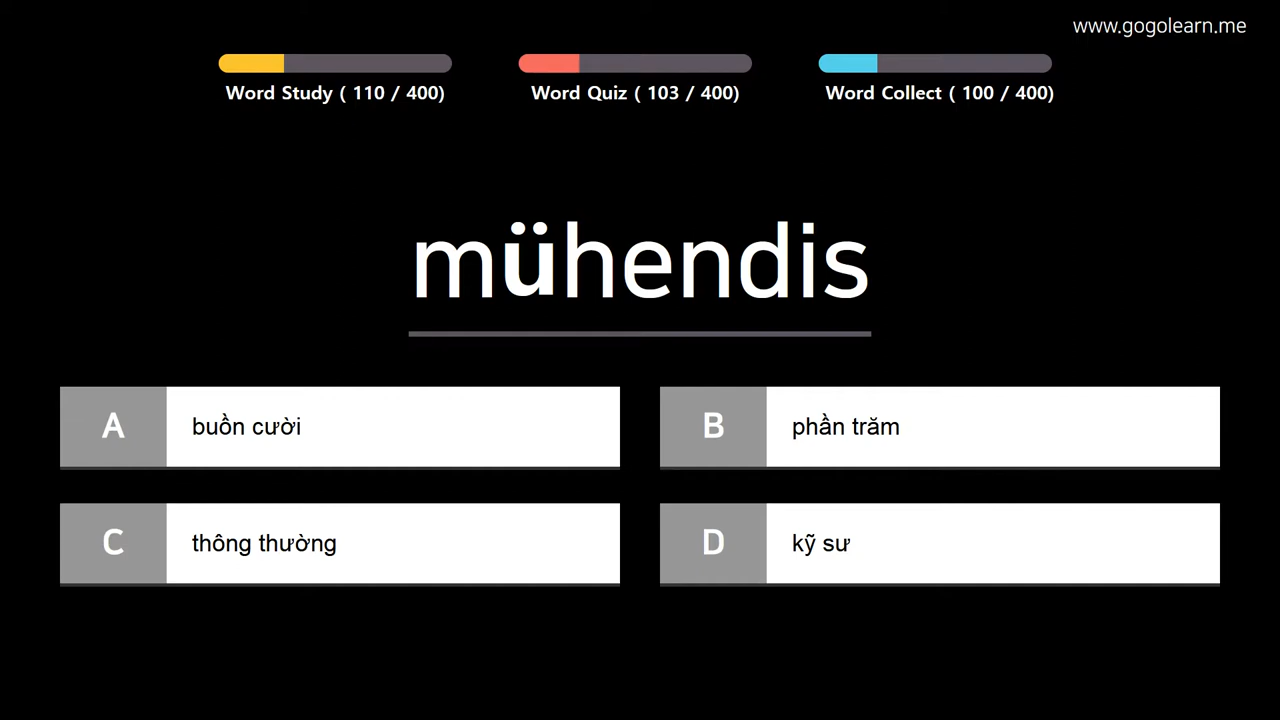 www.gogolearn.me
Word Study ( 110 / 400)
Word Quiz ( 103 / 400)
Word Collect ( 100 / 400)
mühendis
A buồn cười
B phần trăm
C thông thường
D kỹ sư